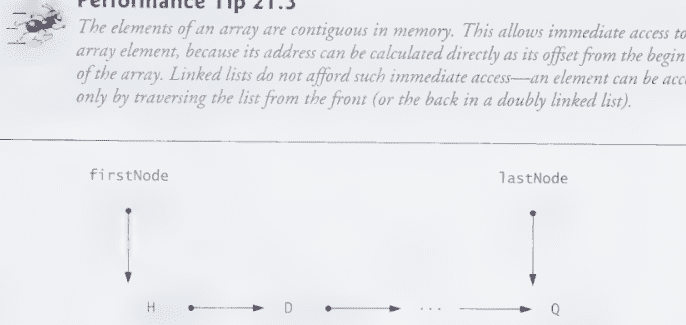 Performance Tip 21.3
The elements of an array are contiguous in memory. This allows immediate access to
array element, because its address can be calculated directly as its offset from the begin
of the array. Linked lists do not afford such immediate access—an element can be acc
only by traversing the list from the front (or the back in a doubly linked list).
firstNode lastNode
H D ... Q